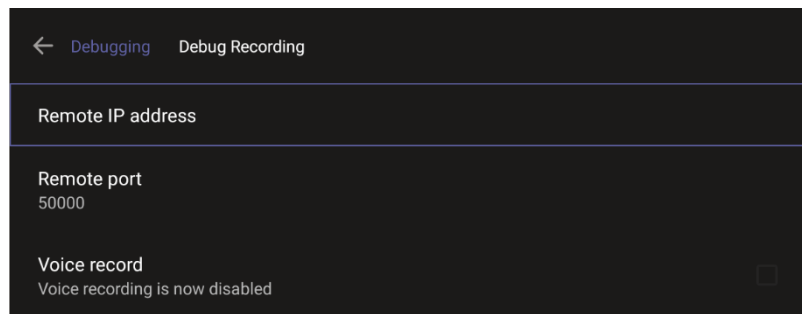 Debugging Debug Recording
Remote IP address
Remote port
50000
Voice record
Voice recording is now disabled